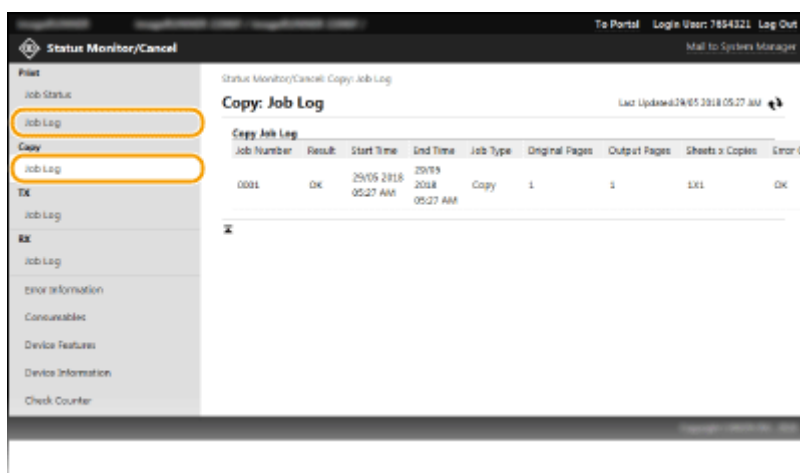 To Portal Login User: 7654321 Log Out
Status Monitor/Cancel
Mail to System Manager
Print
Job Status
Job Log
Copy
Job Log
TX
Job Log
RX
Job Log
Error Information
Consumables
Device Features
Device Information
Check Counter
Status Monitor/Cancel: Copy: Job Log
Copy: Job Log
Last Updated:29/05 2018 05:27 AM
Copy Job Log
Job Number Result Start Time End Time Job Type Original Pages Output Pages Sheets x Copies Error
0001 OK 29/05 2018 05:27 AM 29/05 2018 05:27 AM Copy 1 1 1X1 OK